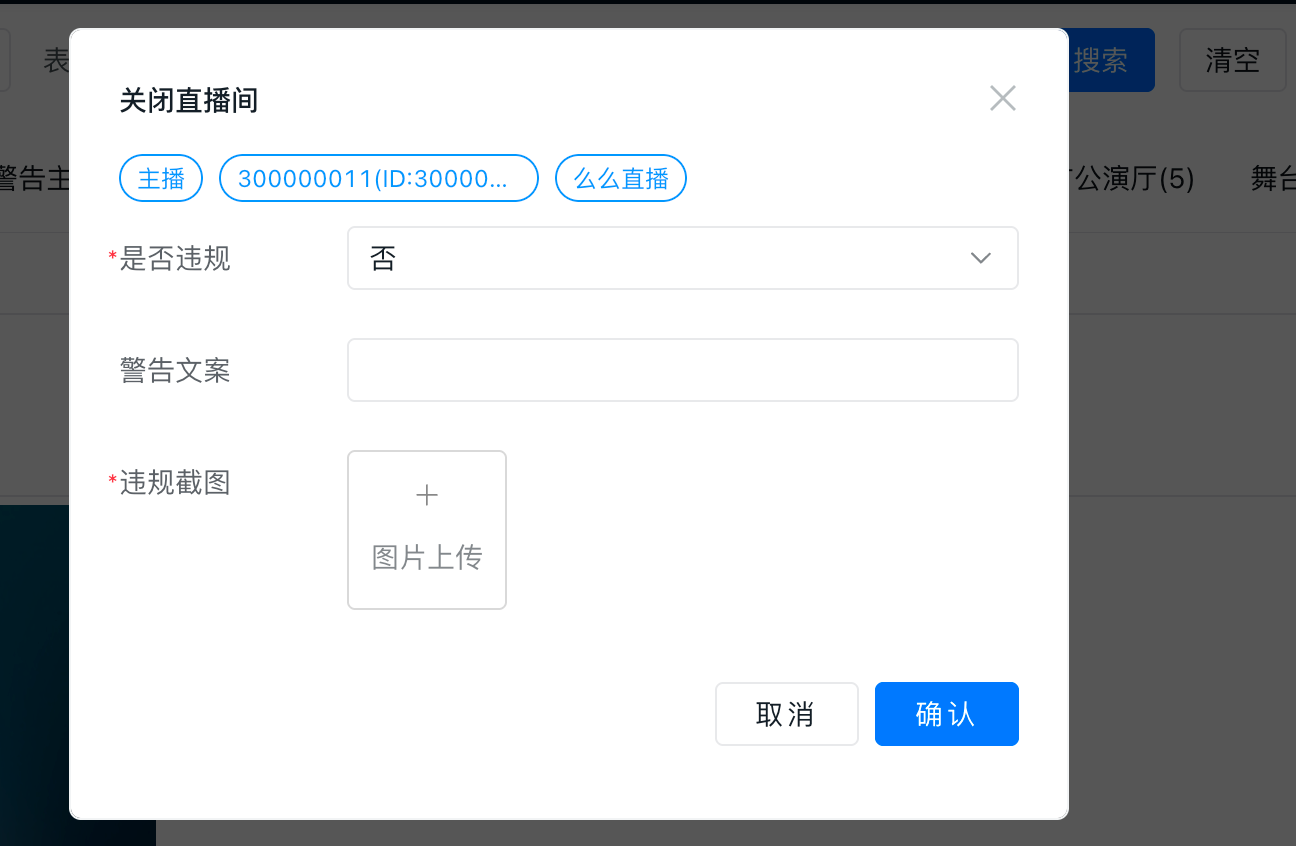 表
搜索
清空
关闭直播间
主播
300000011(ID:30000...
么么直播
警告主
公演厅(5)
舞台
*是否违规
否
警告文案
*违规截图
图片上传
取消
确认